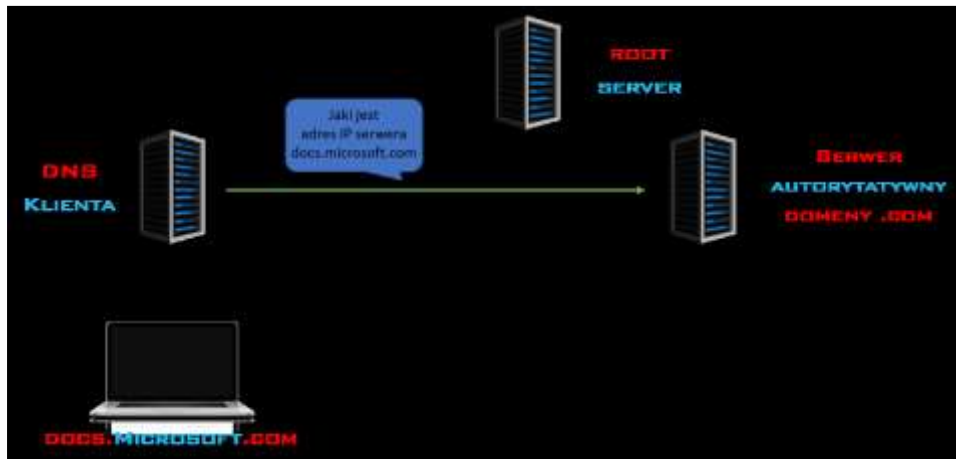 ROOT
SERVER
Jaki jest
adres IP serwera
docs.microsoft.com
DNS
KLIENTA
SERWER
AUTORYTATYWNY
DOMENY .COM
DOCS.MICROSOFT.COM